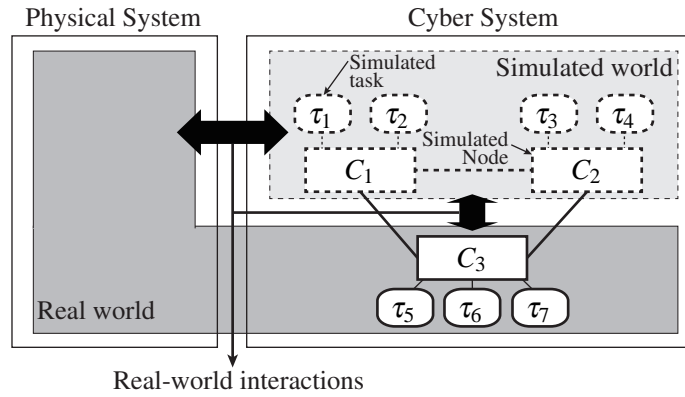 Physical System
Cyber System
Simulated
task
Simulated world
τ1
τ2
τ3
τ4
Simulated
Node
C1
C2
C3
Real world
τ5
τ6
τ7
Real-world interactions